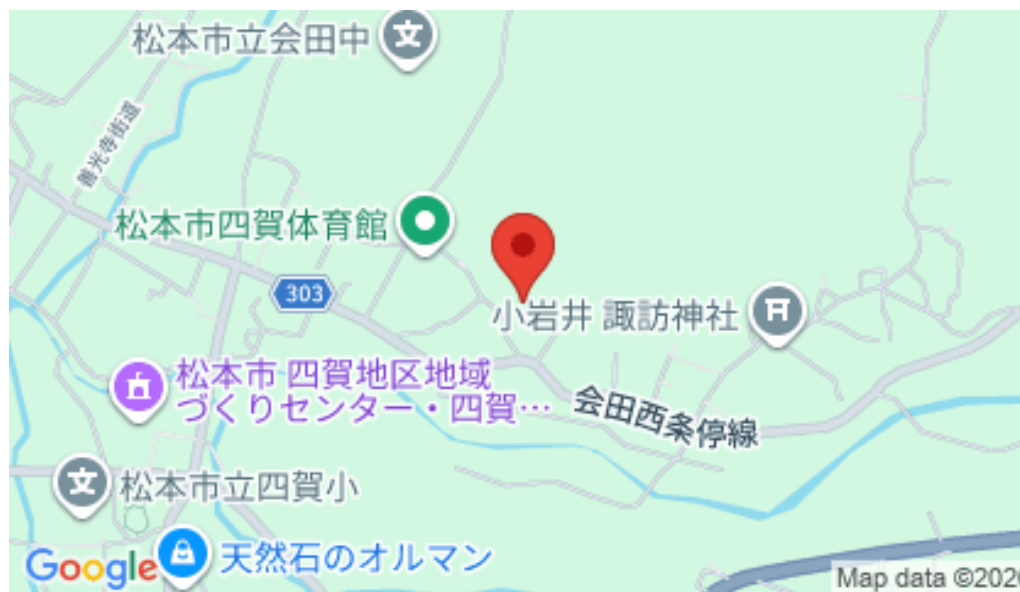 松本市立会田中
文
善光寺街道
松本市四賀体育館
303
小岩井 諏訪神社
松本市 四賀地区地域
づくりセンター・四賀…
会田西条停線
文
松本市立四賀小
天然石のオルマン
Google
Map data ©2026